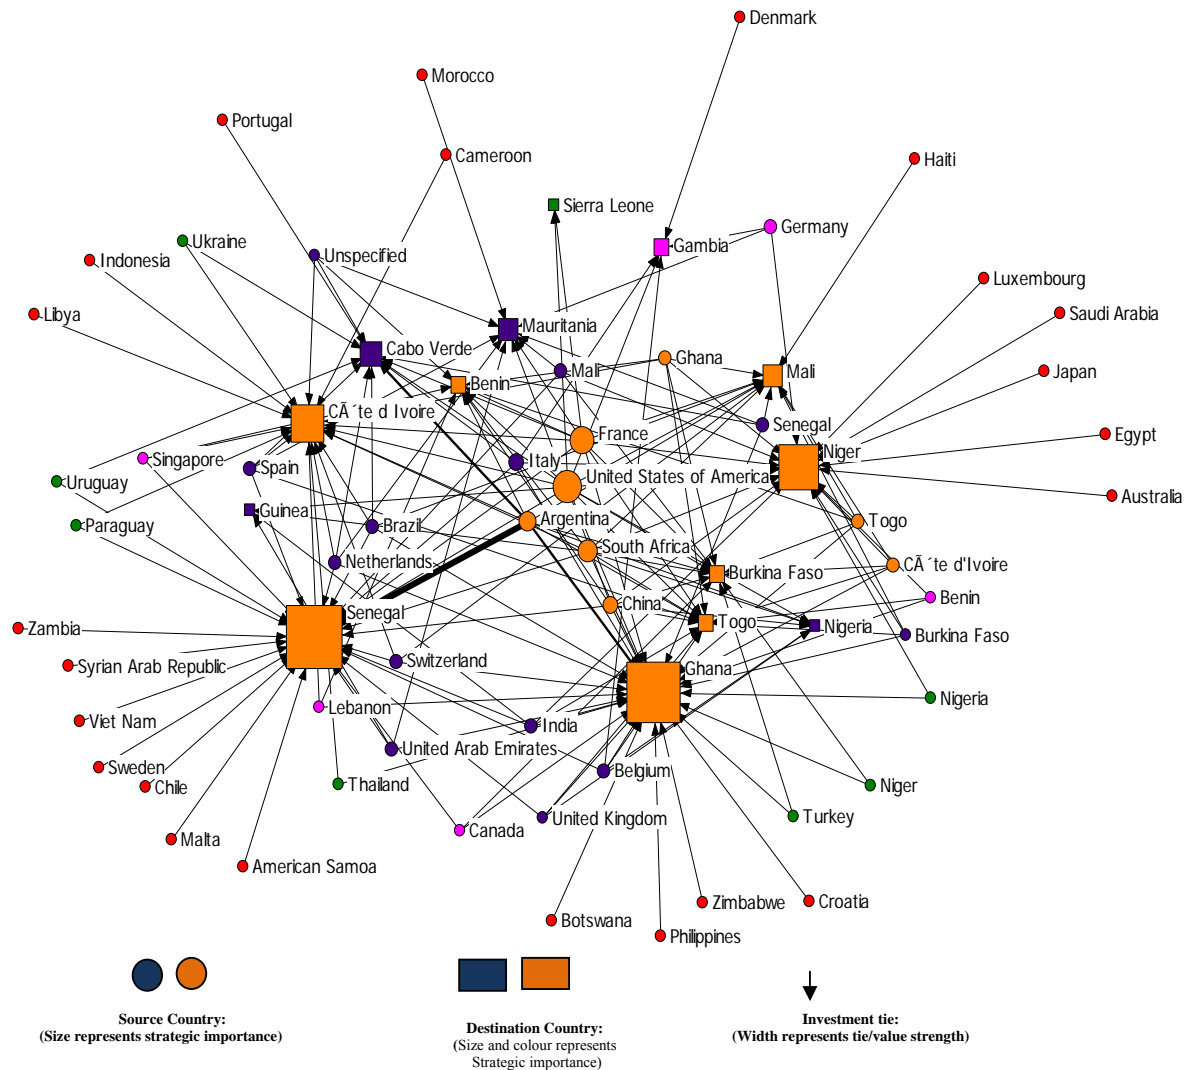 Denmark
Morocco
Portugal
Cameroon
Haiti
Sierra Leone
Germany
Ukraine
Gambia
Unspecified
Indonesia
Luxembourg
Libya
Saudi Arabia
Mauritania
Cabo Verde
Ghana
Mali
Mali
Japan
Benin
CÃ´te d Ivoire
Senegal
France
Egypt
Niger
Singapore
Italy
Spain
United States of America
Uruguay
Australia
Guinea
Argentina
Togo
Paraguay
Brazil
South Africa
Netherlands
CÃ´te d'Ivoire
Burkina Faso
Benin
Senegal
China
Togo
Nigeria
Zambia
Burkina Faso
Switzerland
Syrian Arab Republic
Ghana
Nigeria
Lebanon
Viet Nam
India
United Arab Emirates
Sweden
Belgium
Chile
Thailand
Niger
United Kingdom
Turkey
Canada
Malta
American Samoa
Zimbabwe
Croatia
Botswana
Philippines
Source Country:
(Size represents strategic importance)
Destination Country:
(Size and colour represents
Strategic importance)
Investment tie:
(Width represents tie/value strength)